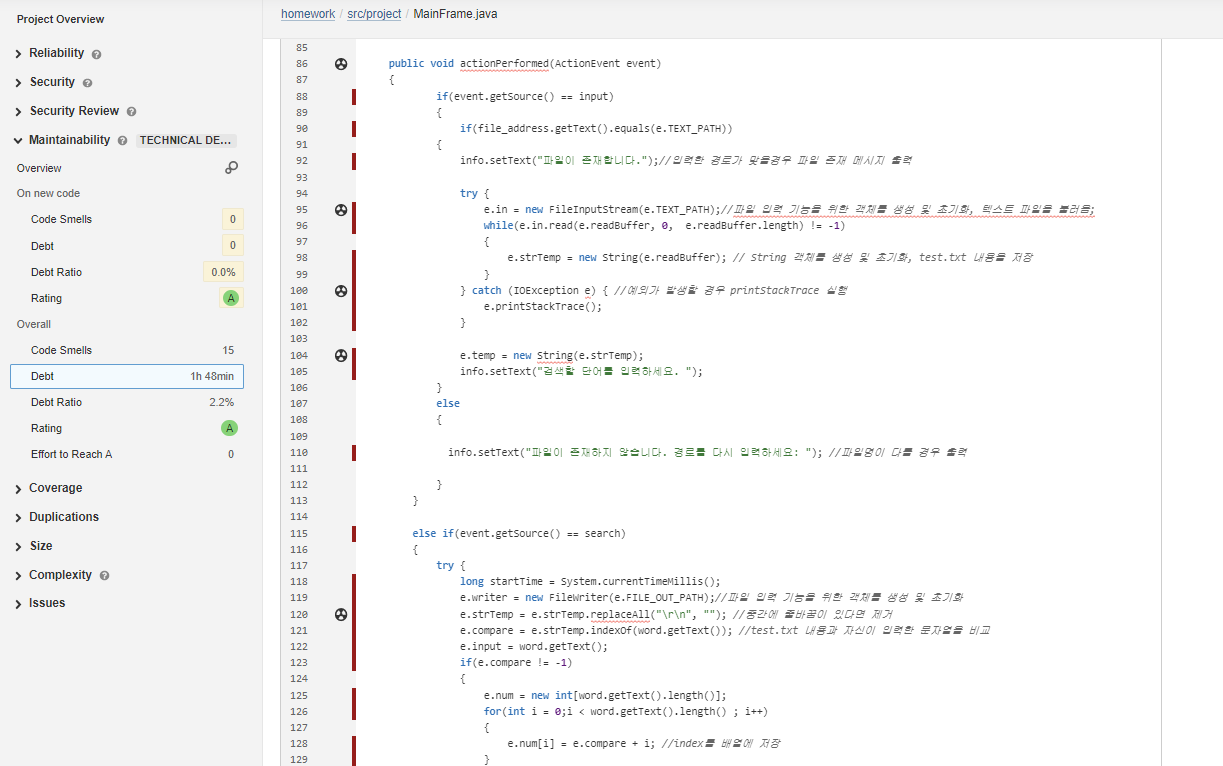 Project Overview
Reliability
Security
Security Review
Maintainability TECHNICAL DE...
Overview
On new code
Code Smells 0
Debt 0
Debt Ratio 0.0%
Rating A
Overall
Code Smells 15
Debt 1h 48min
Debt Ratio 2.2%
Rating A
Effort to Reach A 0
Coverage
Duplications
Size
Complexity
Issues
homework / src/project / MainFrame.java
85
86 public void actionPerformed(ActionEvent event)
87 {
88 if(event.getSource() == input)
89 {
90 if(file_address.getText().equals(e.TEXT_PATH))
91 {
92 info.setText("파일이 존재합니다.");//입력한 경로가 맞을경우 파일 존재 메시지 출력
93
94 try {
95 e.in = new FileInputStream(e.TEXT_PATH);//파일 입력 기능을 위한 객체를 생성 및 초기화, 텍스트 파일을 불러옴;
96 while(e.in.read(e.readBuffer, 0, e.readBuffer.length) != -1)
97 {
98 e.strTemp = new String(e.readBuffer); // String 객체를 생성 및 초기화, test.txt 내용을 저장
99 }
100 } catch (IOException e) { //예외가 발생할 경우 printStackTrace 실행
101 e.printStackTrace();
102 }
103
104 e.temp = new String(e.strTemp);
105 info.setText("검색할 단어를 입력하세요. ");
106 }
107 else
108 {
109
110 info.setText("파일이 존재하지 않습니다. 경로를 다시 입력하세요: "); //파일명이 다를 경우 출력
111
112 }
113 }
114
115 else if(event.getSource() == search)
116 {
117 try {
118 long startTime = System.currentTimeMillis();
119 e.writer = new FileWriter(e.FILE_OUT_PATH);//파일 입력 기능을 위한 객체를 생성 및 초기화
120 e.strTemp = e.strTemp.replaceAll("\r\n", ""); //중간에 줄바꿈이 있다면 제거
121 e.compare = e.strTemp.indexOf(word.getText()); //test.txt 내용과 자신이 입력한 문자열을 비교
122 e.input = word.getText();
123 if(e.compare != -1)
124 {
125 e.num = new int[word.getText().length()];
126 for(int i = 0;i < word.getText().length() ; i++)
127 {
128 e.num[i] = e.compare + i; //index를 배열에 저장
129 }